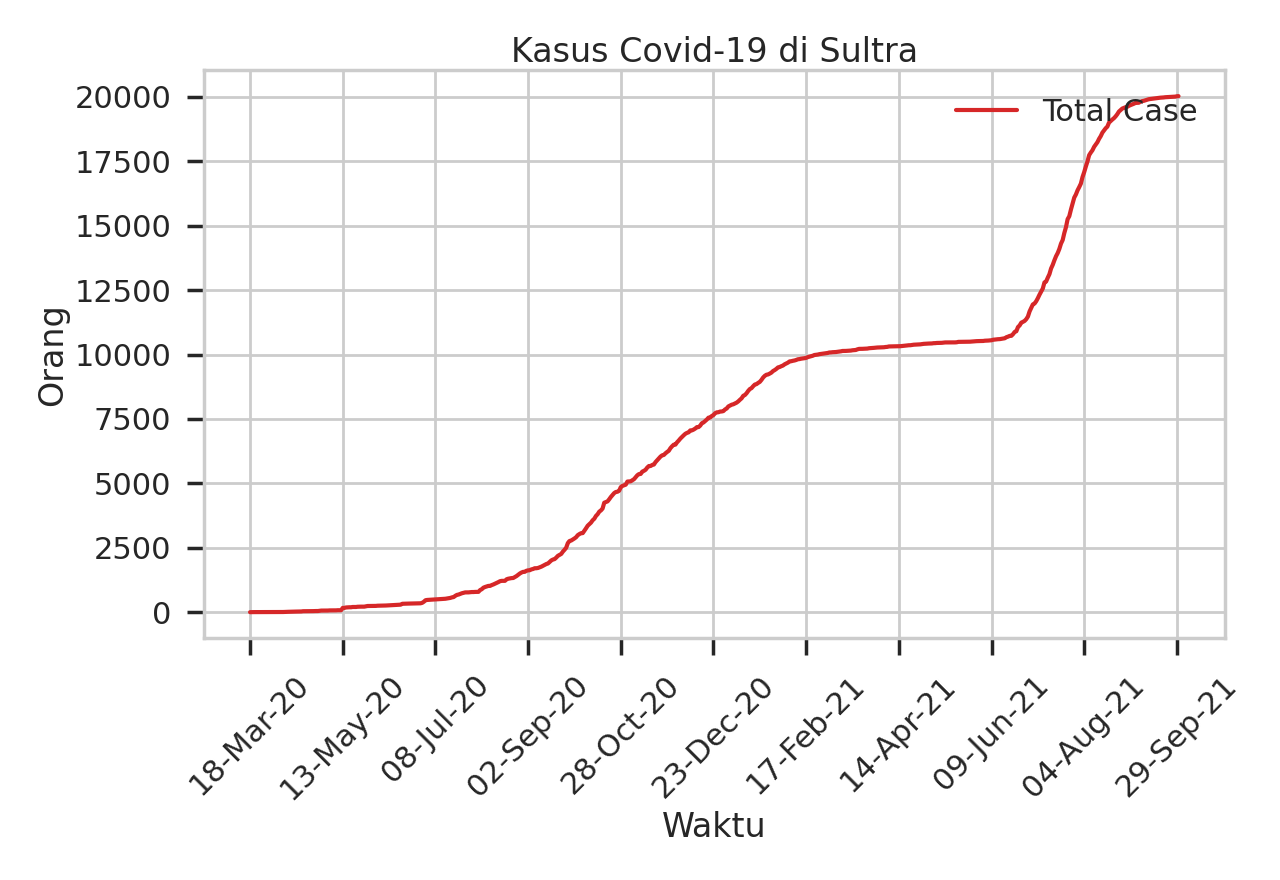 Kasus Covid-19 di Sultra
Total Case
20000
17500
15000
12500
10000
7500
5000
2500
0
Orang
18-Mar-20
13-May-20
08-Jul-20
02-Sep-20
28-Oct-20
23-Dec-20
17-Feb-21
14-Apr-21
09-Jun-21
04-Aug-21
29-Sep-21
Waktu